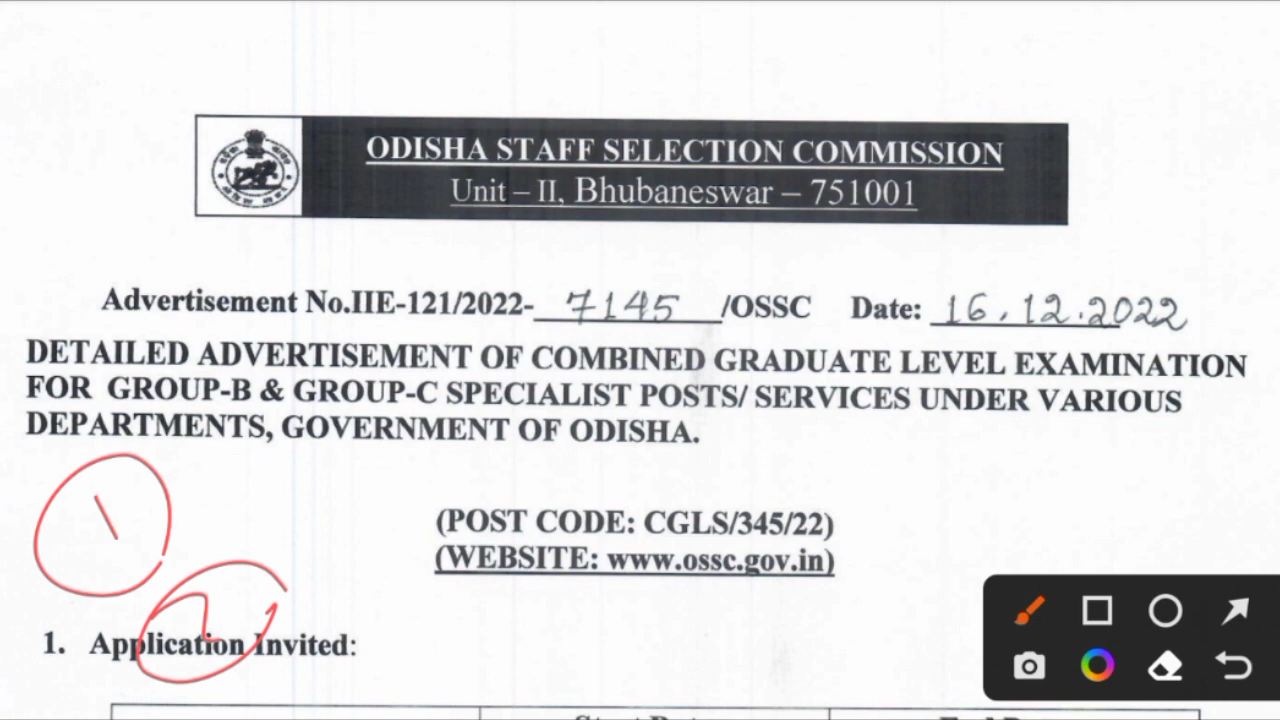 ODISHA STAFF SELECTION COMMISSION
Unit – II, Bhubaneswar – 751001
Advertisement No.IIE-121/2022- 7145 /OSSC Date: 16.12.2022
DETAILED ADVERTISEMENT OF COMBINED GRADUATE LEVEL EXAMINATION
FOR GROUP-B & GROUP-C SPECIALIST POSTS/ SERVICES UNDER VARIOUS
DEPARTMENTS, GOVERNMENT OF ODISHA.
1
(POST CODE: CGLS/345/22)
(WEBSITE: www.ossc.gov.in)
2
1. Application Invited: